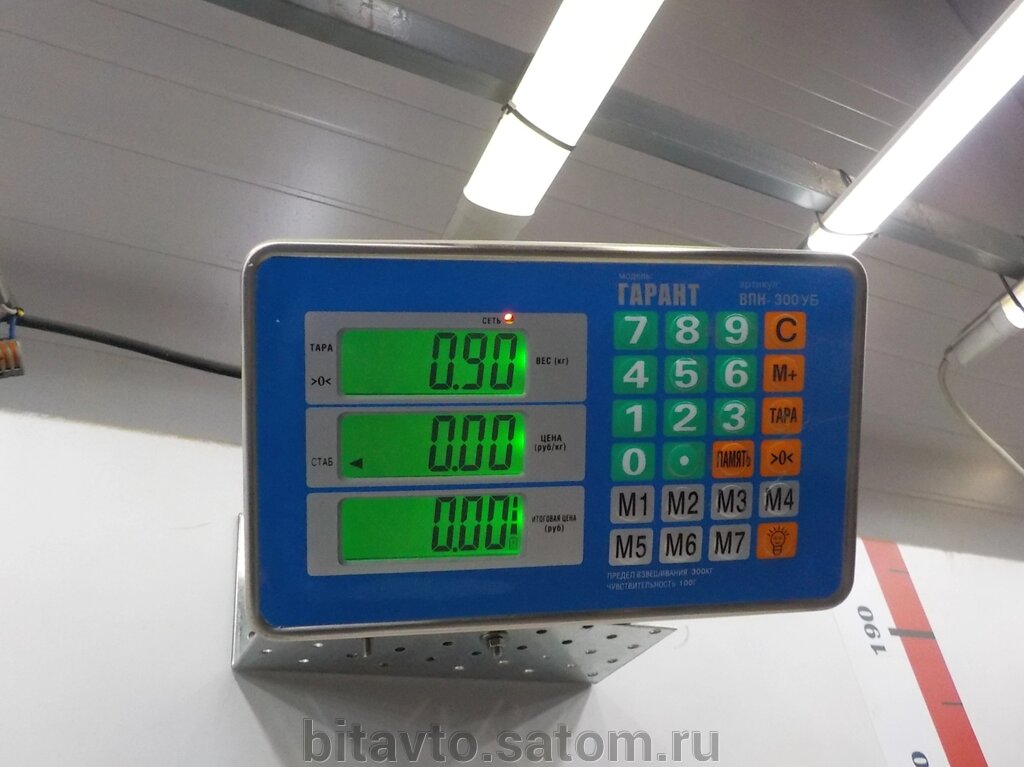 модель:
ГАРАНТ
артикул:
ВПН- 300УБ
СЕТЬ
ТАРА
>0<
0.90
ВЕС (кг)
СТАБ
0.00
ЦЕНА
(руб/кг)
0.00
ИТОГОВАЯ ЦЕНА
(руб)
7 8 9 C
4 5 6 M+
1 2 3 ТАРА
0 . ПАМЯТЬ >0<
M1 M2 M3 M4
M5 M6 M7
ПРЕДЕЛ ВЗВЕШИВАНИЯ 300КГ
ЧУВСТВИТЕЛЬНОСТЬ 100Г
190
0
bitavto.satom.ru